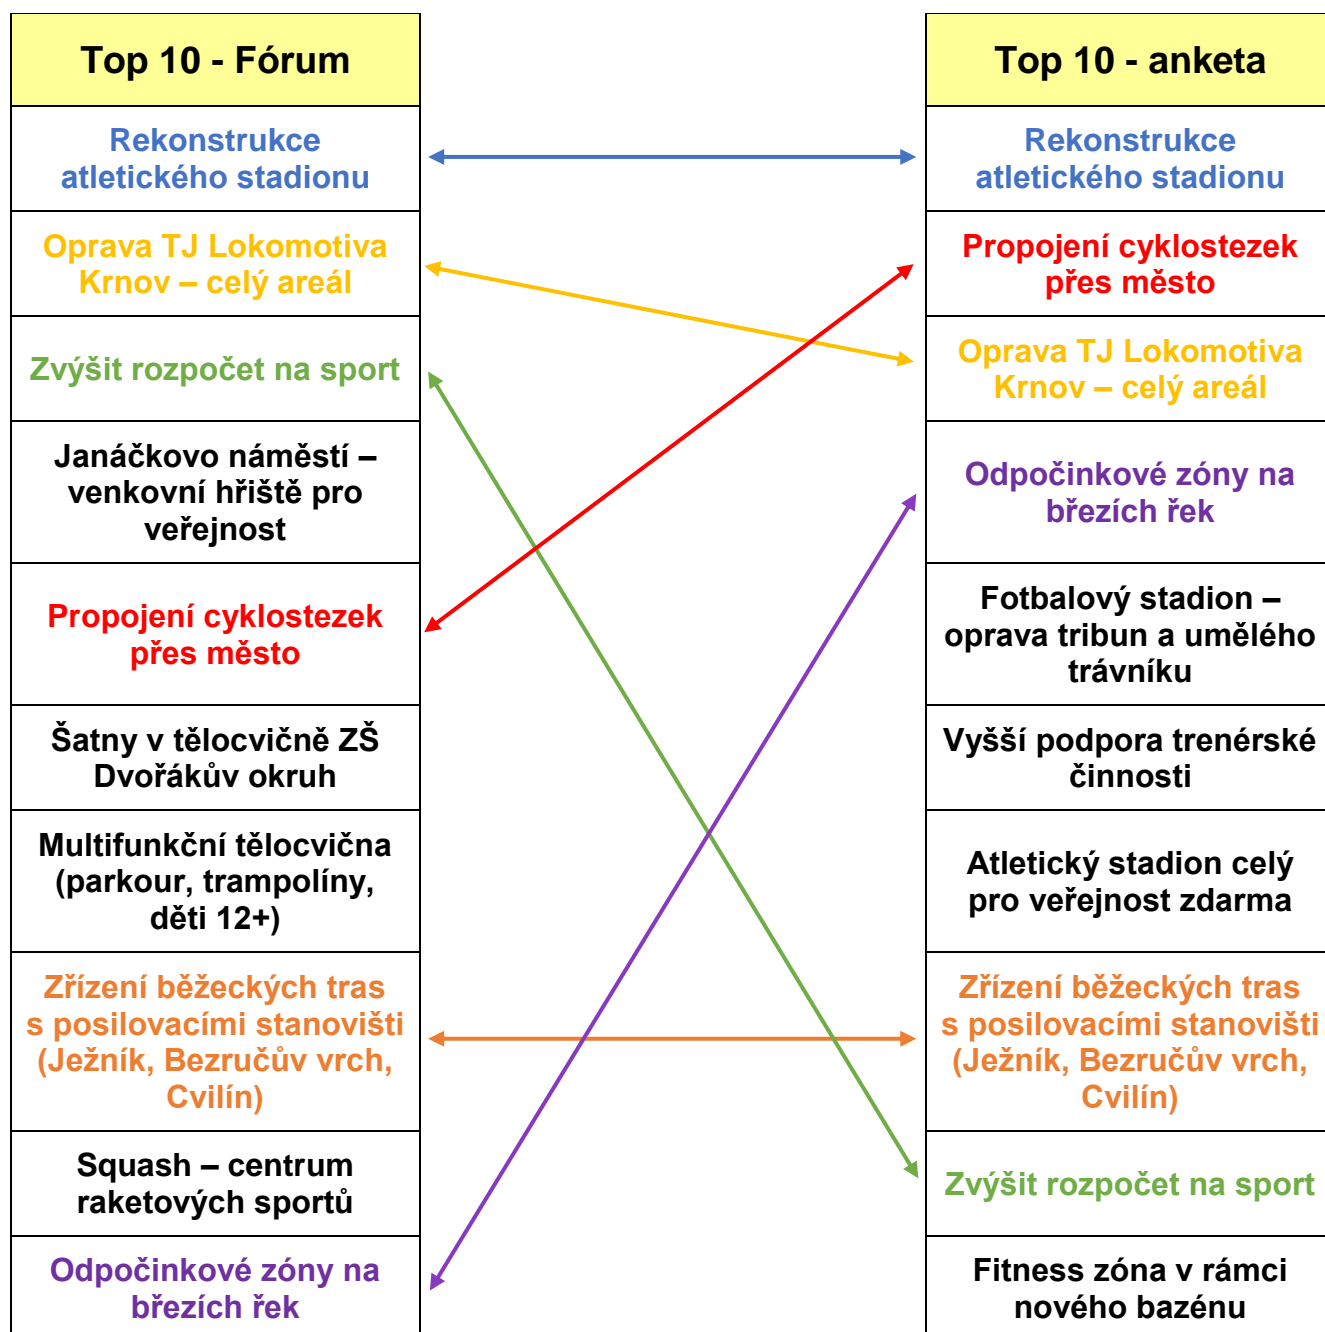 Top 10 - Fórum
Rekonstrukce
atletického stadionu
Oprava TJ Lokomotiva
Krnov – celý areál
Zvýšit rozpočet na sport
Janáčkovo náměstí –
venkovní hřiště pro
veřejnost
Propojení cyklostezek
přes město
Šatny v tělocvičně ZŠ
Dvořákův okruh
Multifunkční tělocvična
(parkour, trampolíny,
děti 12+)
Zřízení běžeckých tras
s posilovacími stanovišti
(Ježník, Bezručův vrch,
Cvilín)
Squash – centrum
raketových sportů
Odpočinkové zóny na
březích řek
Top 10 - anketa
Rekonstrukce
atletického stadionu
Propojení cyklostezek
přes město
Oprava TJ Lokomotiva
Krnov – celý areál
Odpočinkové zóny na
březích řek
Fotbalový stadion –
oprava tribun a umělého
trávníku
Vyšší podpora trenérské
činnosti
Atletický stadion celý
pro veřejnost zdarma
Zřízení běžeckých tras
s posilovacími stanovišti
(Ježník, Bezručův vrch,
Cvilín)
Zvýšit rozpočet na sport
Fitness zóna v rámci
nového bazénu